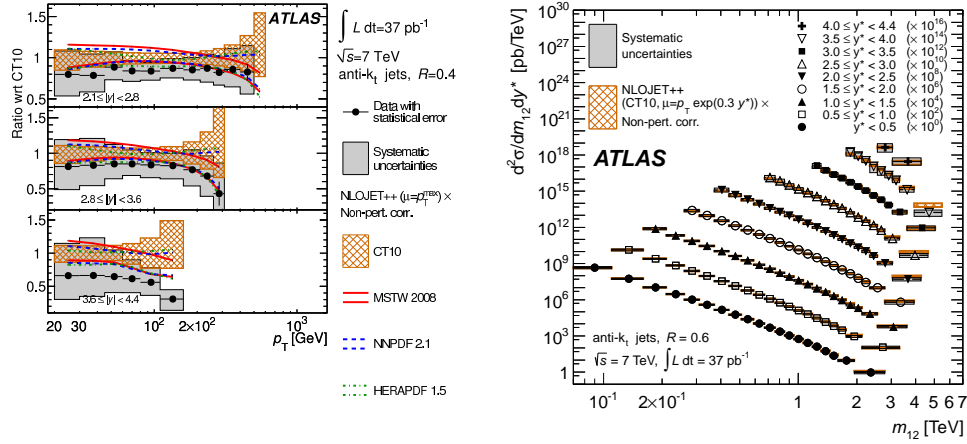 Ratio wrt CT10
1.5
1
0.5
ATLAS
2.1 ≤ |y| < 2.8
1.5
1
0.5
2.8 ≤ |y| < 3.6
1.5
1
0.5
3.6 ≤ |y| < 4.4
20 30 10² 2×10² 10³
p_T [GeV]
∫ L dt=37 pb⁻¹
√s=7 TeV
anti-k_t jets, R=0.4
Data with
statistical error
Systematic
uncertainties
NLOJET++ (μ=p_T^max) ×
Non-pert. corr.
CT10
MSTW 2008
NNPDF 2.1
HERAPDF 1.5
d²σ/dm₁₂dy* [pb/TeV]
10³⁰
10²⁷
10²⁴
10²¹
10¹⁸
10¹⁵
10¹²
10⁹
10⁶
10³
1
Systematic
uncertainties
NLOJET++
(CT10, μ=p_T exp(0.3 y*)) ×
Non-pert. corr.
4.0 ≤ y* < 4.4 (× 10¹⁶)
3.5 ≤ y* < 4.0 (× 10¹⁴)
3.0 ≤ y* < 3.5 (× 10¹²)
2.5 ≤ y* < 3.0 (× 10¹⁰)
2.0 ≤ y* < 2.5 (× 10⁸)
1.5 ≤ y* < 2.0 (× 10⁶)
1.0 ≤ y* < 1.5 (× 10⁴)
0.5 ≤ y* < 1.0 (× 10²)
y* < 0.5 (× 10⁰)
ATLAS
anti-k_t jets, R = 0.6
√s = 7 TeV, ∫ L dt = 37 pb⁻¹
10⁻¹ 2×10⁻¹ 1 2 3 4 5 6 7
m₁₂ [TeV]